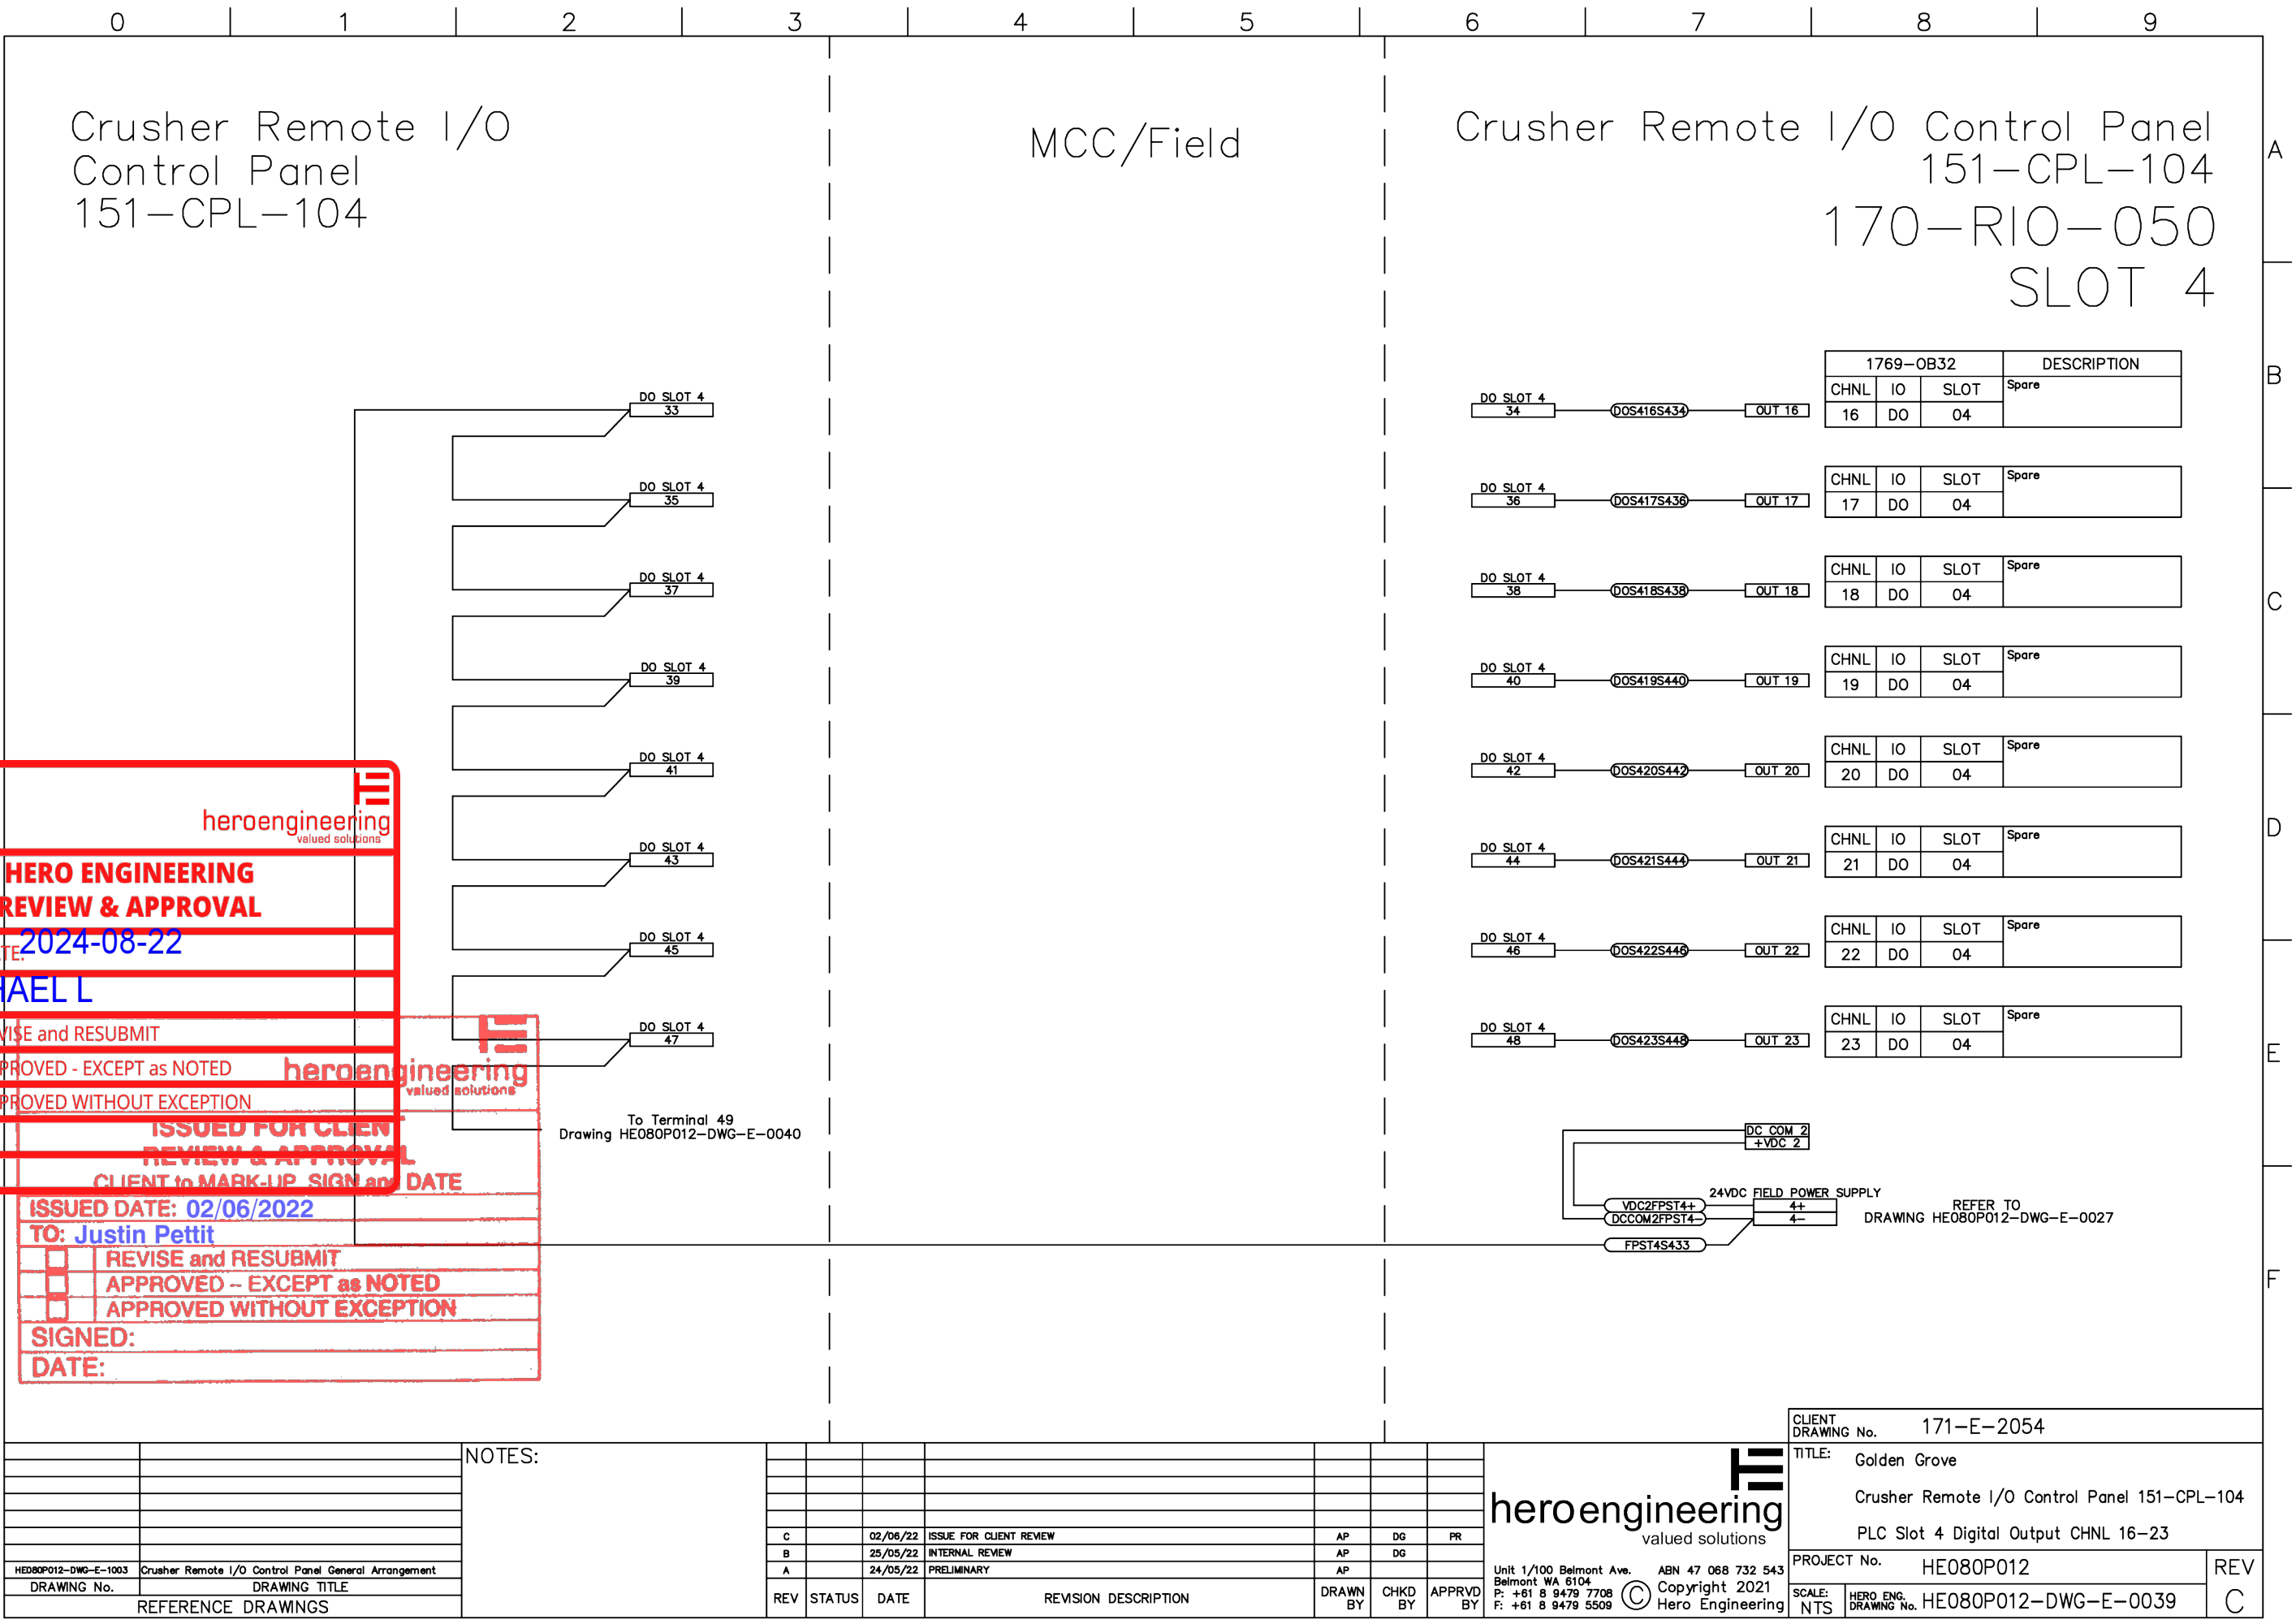 0 1 2 3 4 5 6 7 8 9
A
B
C
D
E
F
Crusher Remote I/O
Control Panel
151-CPL-104
MCC/Field
Crusher Remote I/O Control Panel
151-CPL-104
170-RIO-050
SLOT 4
1769-OB32 DESCRIPTION
DO SLOT 4
33
DO SLOT 4
34 DOS416S434 OUT 16
CHNL IO SLOT Spare
16 DO 04
DO SLOT 4
35
DO SLOT 4
36 DOS417S436 OUT 17
CHNL IO SLOT Spare
17 DO 04
DO SLOT 4
37
DO SLOT 4
38 DOS418S438 OUT 18
CHNL IO SLOT Spare
18 DO 04
DO SLOT 4
39
DO SLOT 4
40 DOS419S440 OUT 19
CHNL IO SLOT Spare
19 DO 04
DO SLOT 4
41
DO SLOT 4
42 DOS420S442 OUT 20
CHNL IO SLOT Spare
20 DO 04
DO SLOT 4
43
DO SLOT 4
44 DOS421S444 OUT 21
CHNL IO SLOT Spare
21 DO 04
DO SLOT 4
45
DO SLOT 4
46 DOS422S446 OUT 22
CHNL IO SLOT Spare
22 DO 04
DO SLOT 4
47
DO SLOT 4
48 DOS423S448 OUT 23
CHNL IO SLOT Spare
23 DO 04
To Terminal 49
Drawing HE080P012-DWG-E-0040
DC COM 2
+VDC 2
24VDC FIELD POWER SUPPLY
VDC2FPST4+ 4+
DCCOM2FPST4- 4-
FPST4S433
REFER TO
DRAWING HE080P012-DWG-E-0027
heroengineering
valued solutions
HERO ENGINEERING
REVIEW & APPROVAL
TE: 2024-08-22
HAEL L
VISE and RESUBMIT
PROVED - EXCEPT as NOTED
PROVED WITHOUT EXCEPTION
heroengineering
valued solutions
ISSUED FOR CLIENT
REVIEW & APPROVAL
CLIENT to MARK-UP, SIGN and DATE
ISSUED DATE: 02/06/2022
TO: Justin Pettit
REVISE and RESUBMIT
APPROVED - EXCEPT as NOTED
APPROVED WITHOUT EXCEPTION
SIGNED:
DATE:
NOTES:
HE080P012-DWG-E-1003 Crusher Remote I/O Control Panel General Arrangement
DRAWING No. DRAWING TITLE
REFERENCE DRAWINGS
C 02/06/22 ISSUE FOR CLIENT REVIEW AP DG PR
B 25/05/22 INTERNAL REVIEW AP DG
A 24/05/22 PRELIMINARY AP
REV STATUS DATE REVISION DESCRIPTION DRAWN BY CHKD BY APPRVD BY
heroengineering
valued solutions
Unit 1/100 Belmont Ave.
Belmont WA 6104
P: +61 8 9479 7708
F: +61 8 9479 5509
ABN 47 068 732 543
© Copyright 2021
Hero Engineering
CLIENT DRAWING No. 171-E-2054
TITLE: Golden Grove
Crusher Remote I/O Control Panel 151-CPL-104
PLC Slot 4 Digital Output CHNL 16-23
PROJECT No. HE080P012
REV C
SCALE: NTS
HERO ENG. DRAWING No. HE080P012-DWG-E-0039